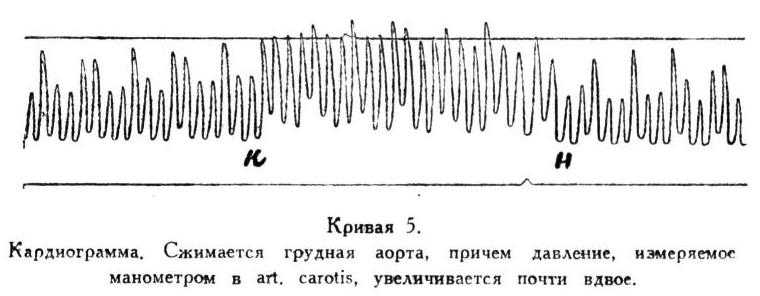 К
Н
Кривая 5.
Кардиограмма. Сжимается грудная аорта, причем давление, измеряемое
манометром в art. carotis, увеличивается почти вдвое.